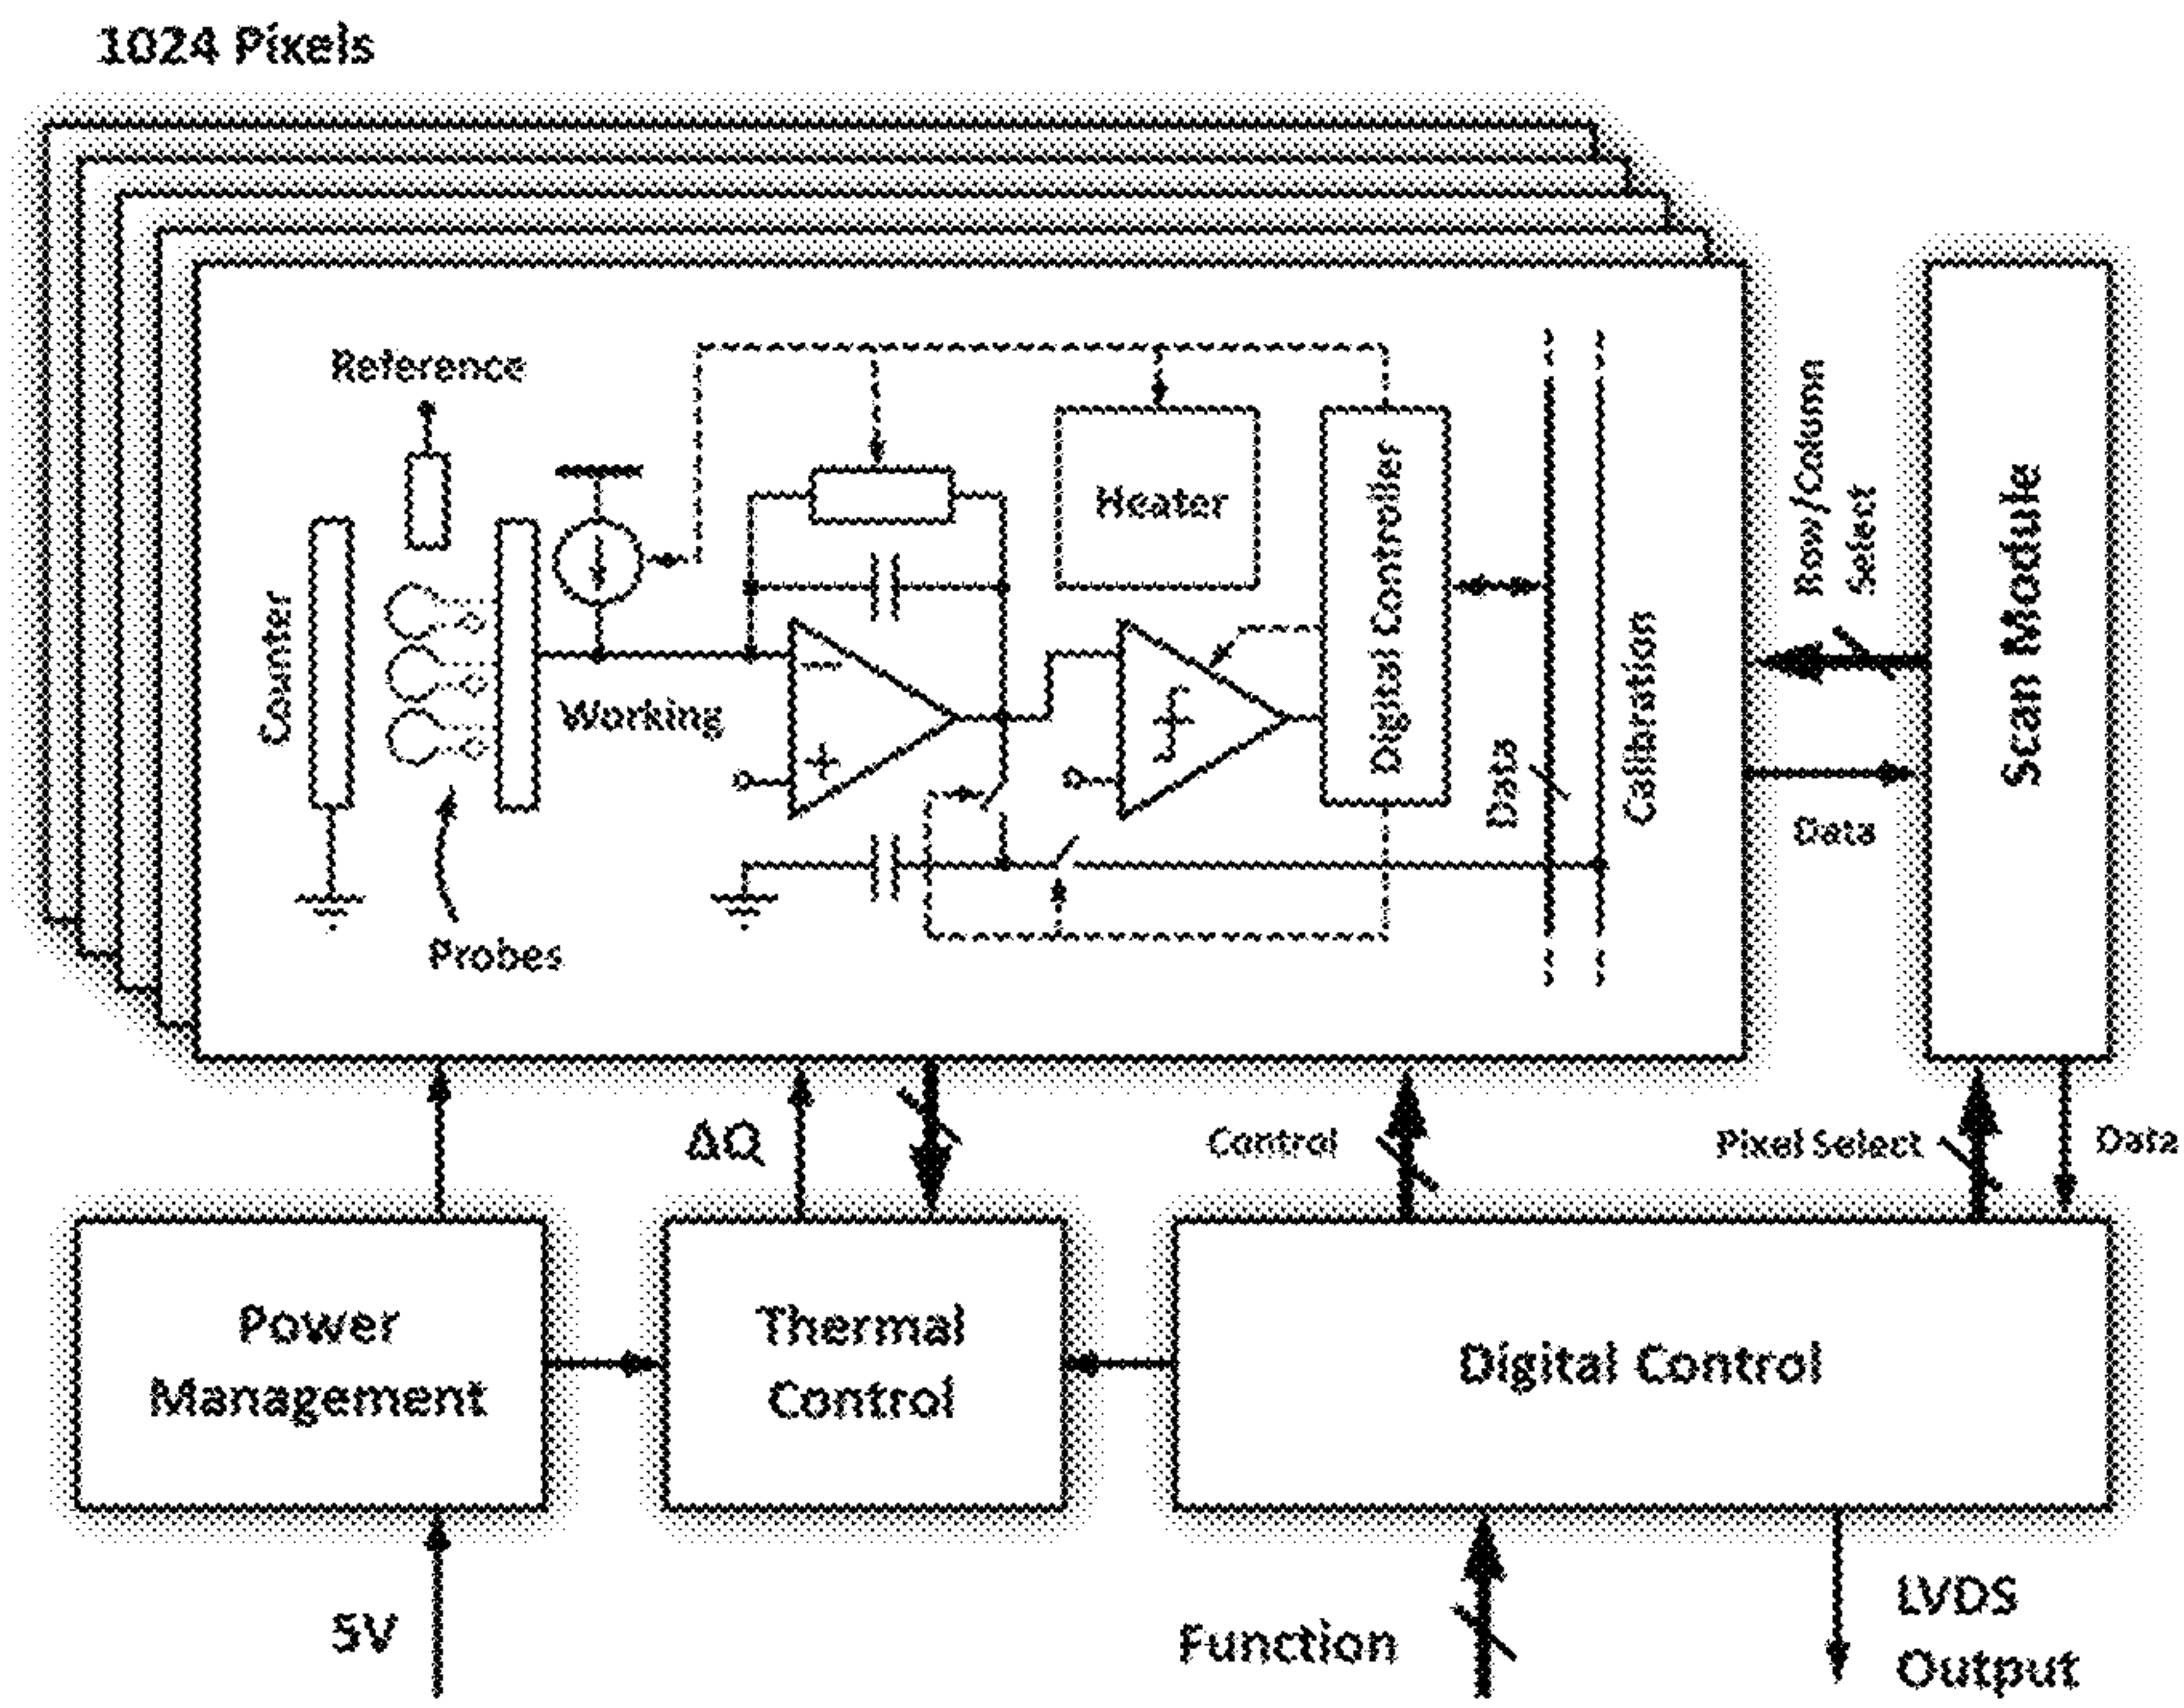 1024 Pixels
Reference
Counter
Working
Probes
Heater
Digital Controller
Data
Calibration
Row/Column
Select
Data
Scan Module
ΔQ
Control
Pixel Select
Data
Power
Management
Thermal
Control
Digital Control
5V
Function
LVDS
Output